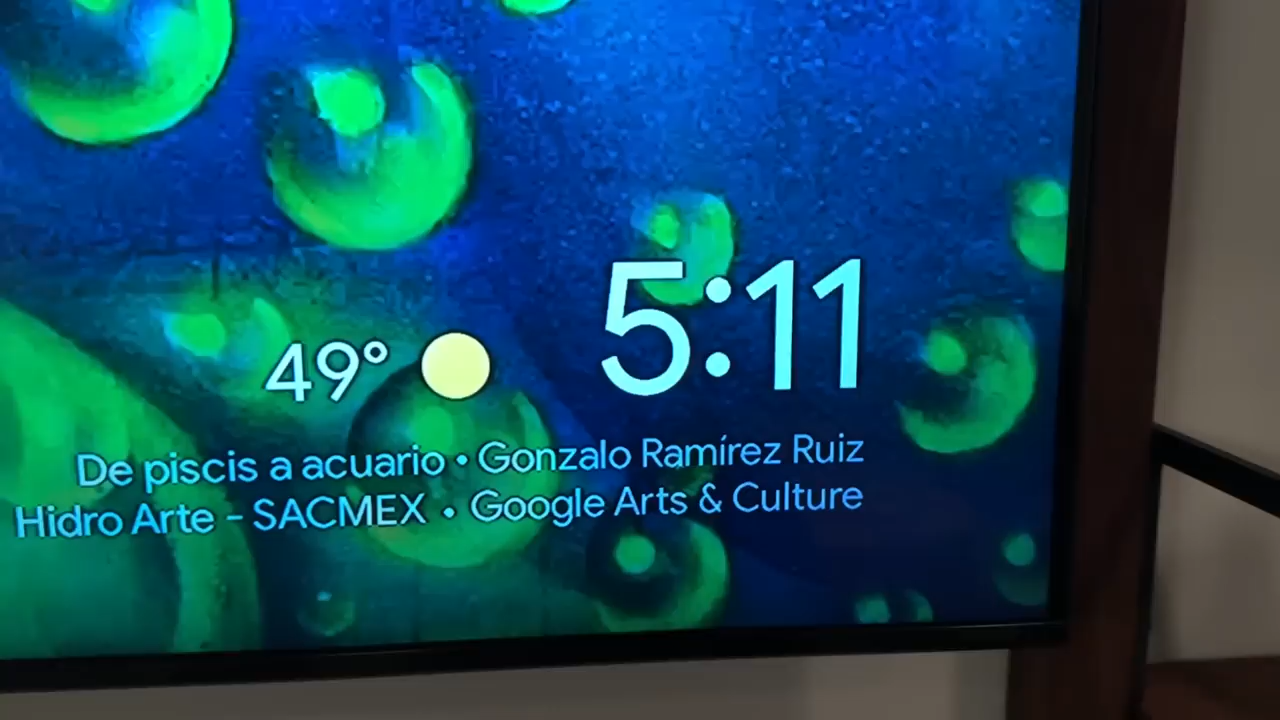 49° 5:11
De piscis a acuario • Gonzalo Ramírez Ruiz
Hidro Arte - SACMEX • Google Arts & Culture